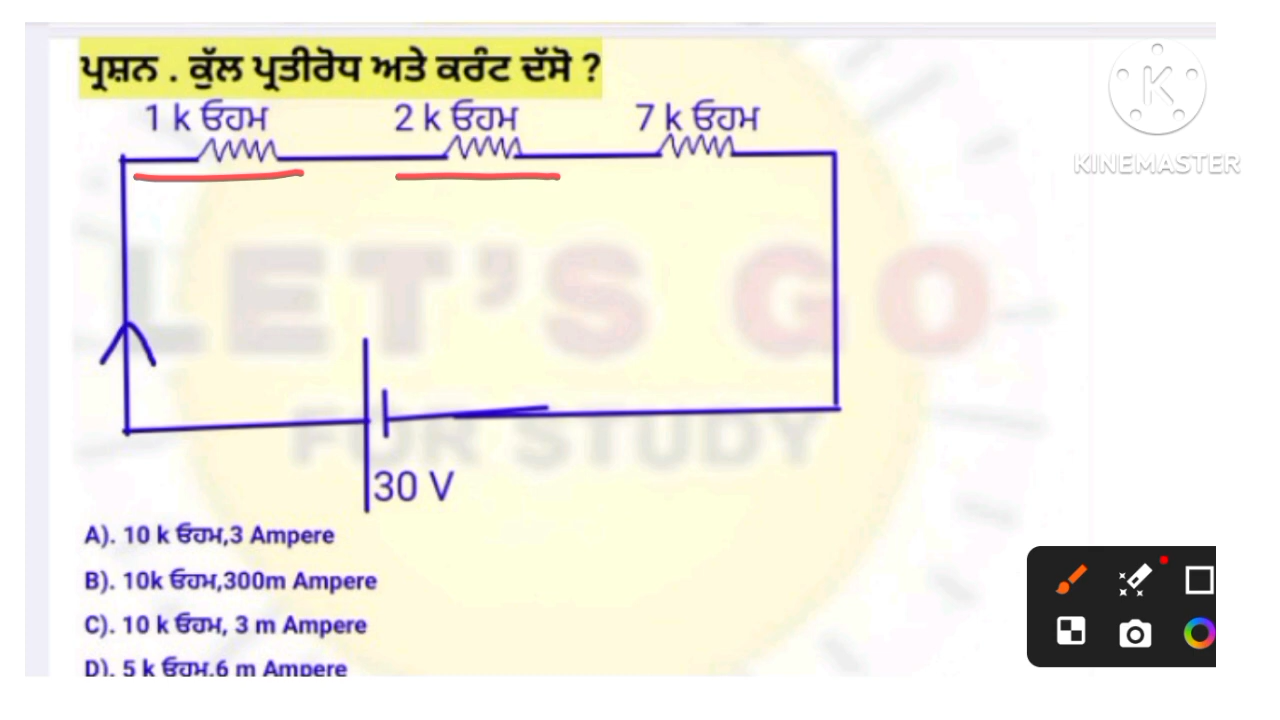 ਪ੍ਰਸ਼ਨ . ਕੁੱਲ ਪ੍ਰਤੀਰੋਧ ਅਤੇ ਕਰੰਟ ਦੱਸੋ ?
1 k ਓਹਮ 2 k ਓਹਮ 7 k ਓਹਮ
K
KINEMASTER
LET'S GO
FOR STUDY
30 V
A). 10 k ਓਹਮ,3 Ampere
B). 10k ਓਹਮ,300m Ampere
C). 10 k ਓਹਮ, 3 m Ampere
D). 5 k ਓਹਮ,6 m Ampere